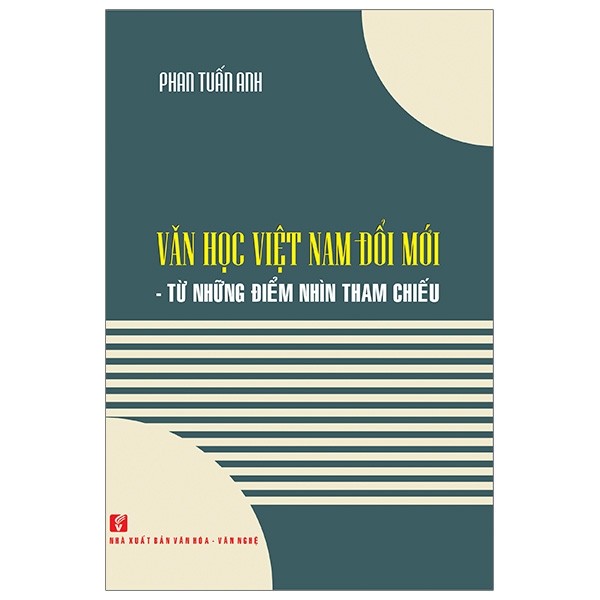 PHAN TUẤN ANH
VĂN HỌC VIỆT NAM ĐỔI MỚI
- TỪ NHỮNG ĐIỂM NHÌN THAM CHIẾU
NHÀ XUẤT BẢN VĂN HÓA - VĂN NGHỆ